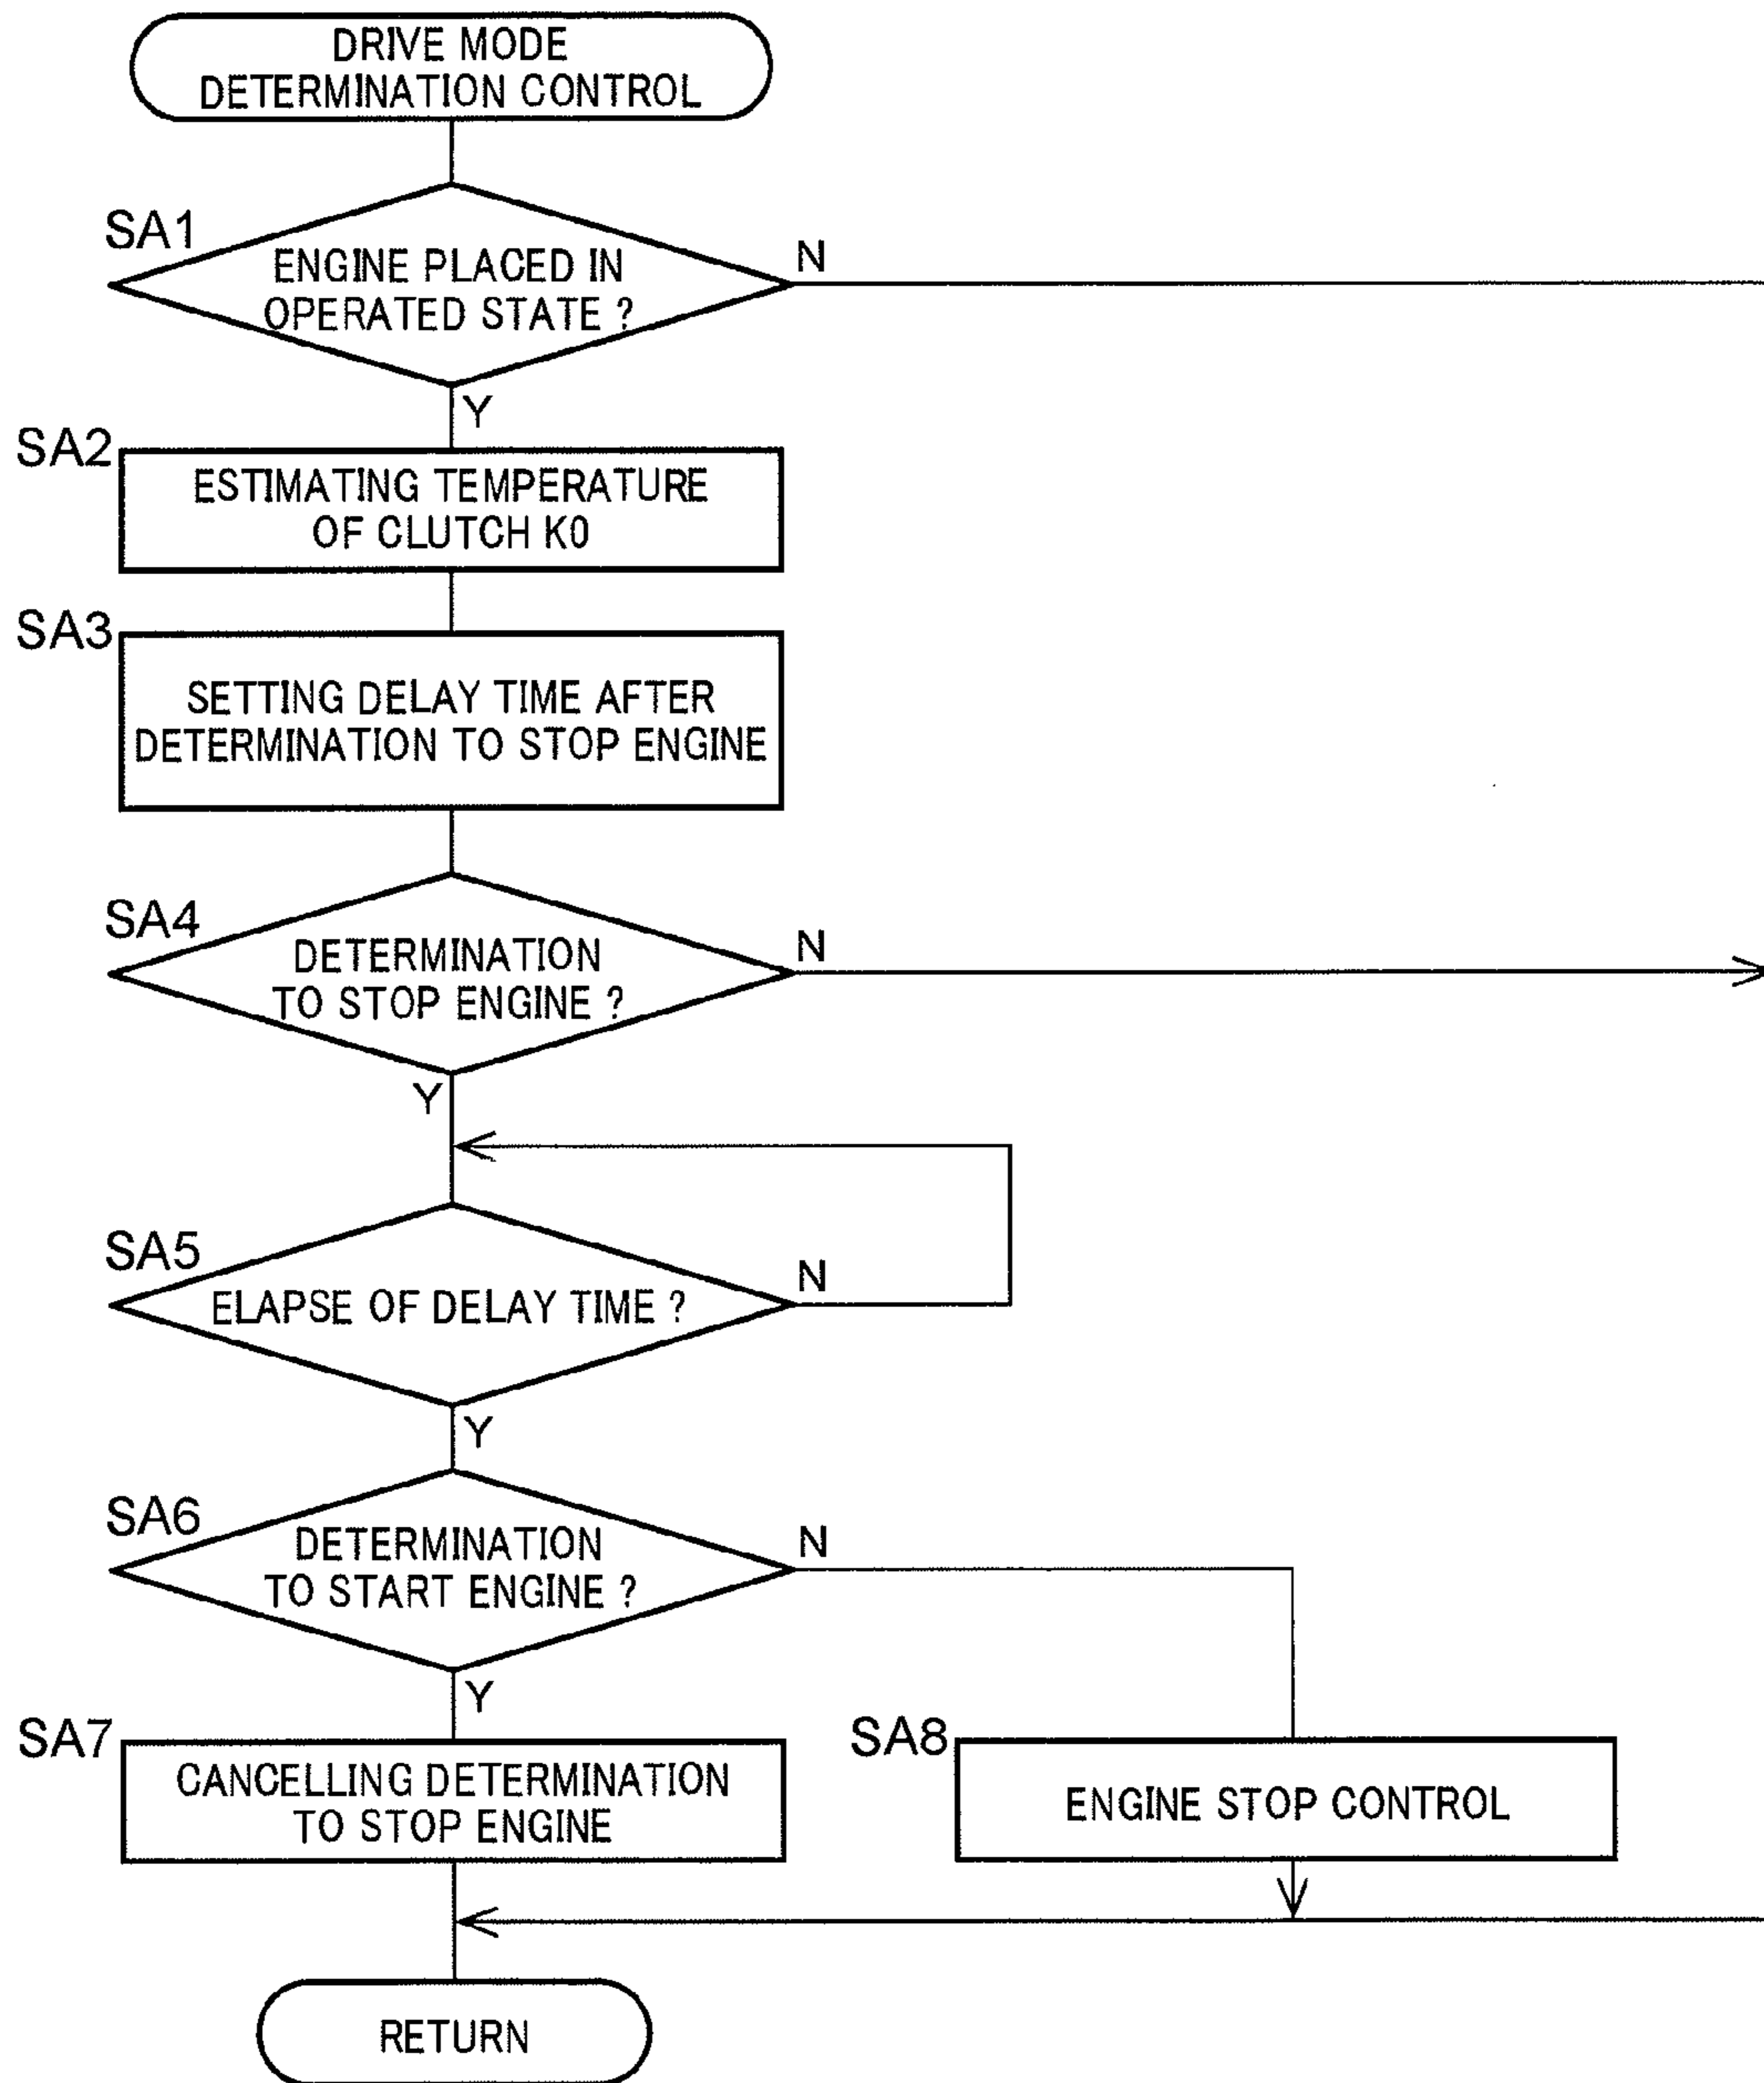 DRIVE MODE
DETERMINATION CONTROL
SA1
ENGINE PLACED IN
OPERATED STATE ?
N
Y
SA2
ESTIMATING TEMPERATURE
OF CLUTCH K0
SA3
SETTING DELAY TIME AFTER
DETERMINATION TO STOP ENGINE
SA4
DETERMINATION
TO STOP ENGINE ?
N
Y
SA5
ELAPSE OF DELAY TIME ?
N
Y
SA6
DETERMINATION
TO START ENGINE ?
N
Y
SA7
CANCELLING DETERMINATION
TO STOP ENGINE
SA8
ENGINE STOP CONTROL
RETURN